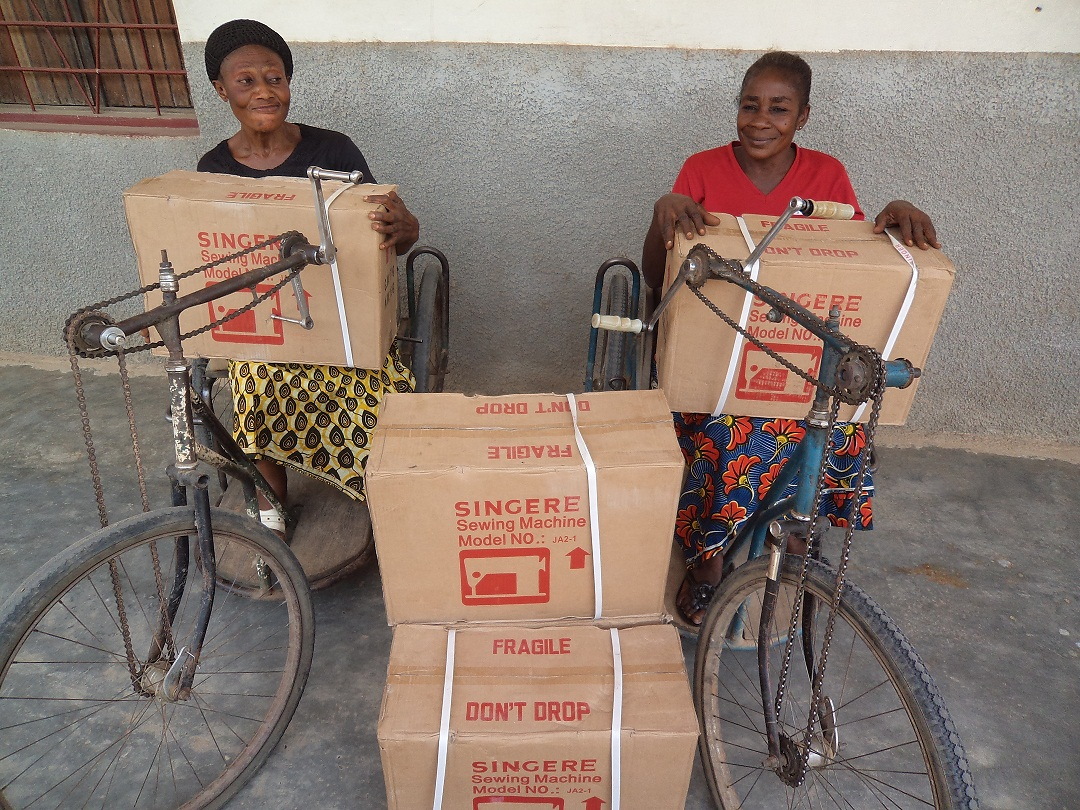 FRAGILE
SINGERE
Sewing Machi
Model NO.:
FRAGILE
DON'T DROP
SINGERE
Sewing Machine
Model NO.:
DON'T DROP
FRAGILE
SINGERE
Sewing Machine
Model NO.: JA2-1
FRAGILE
DON'T DROP
SINGERE
Sewing Machine
Model NO.: JA2-1